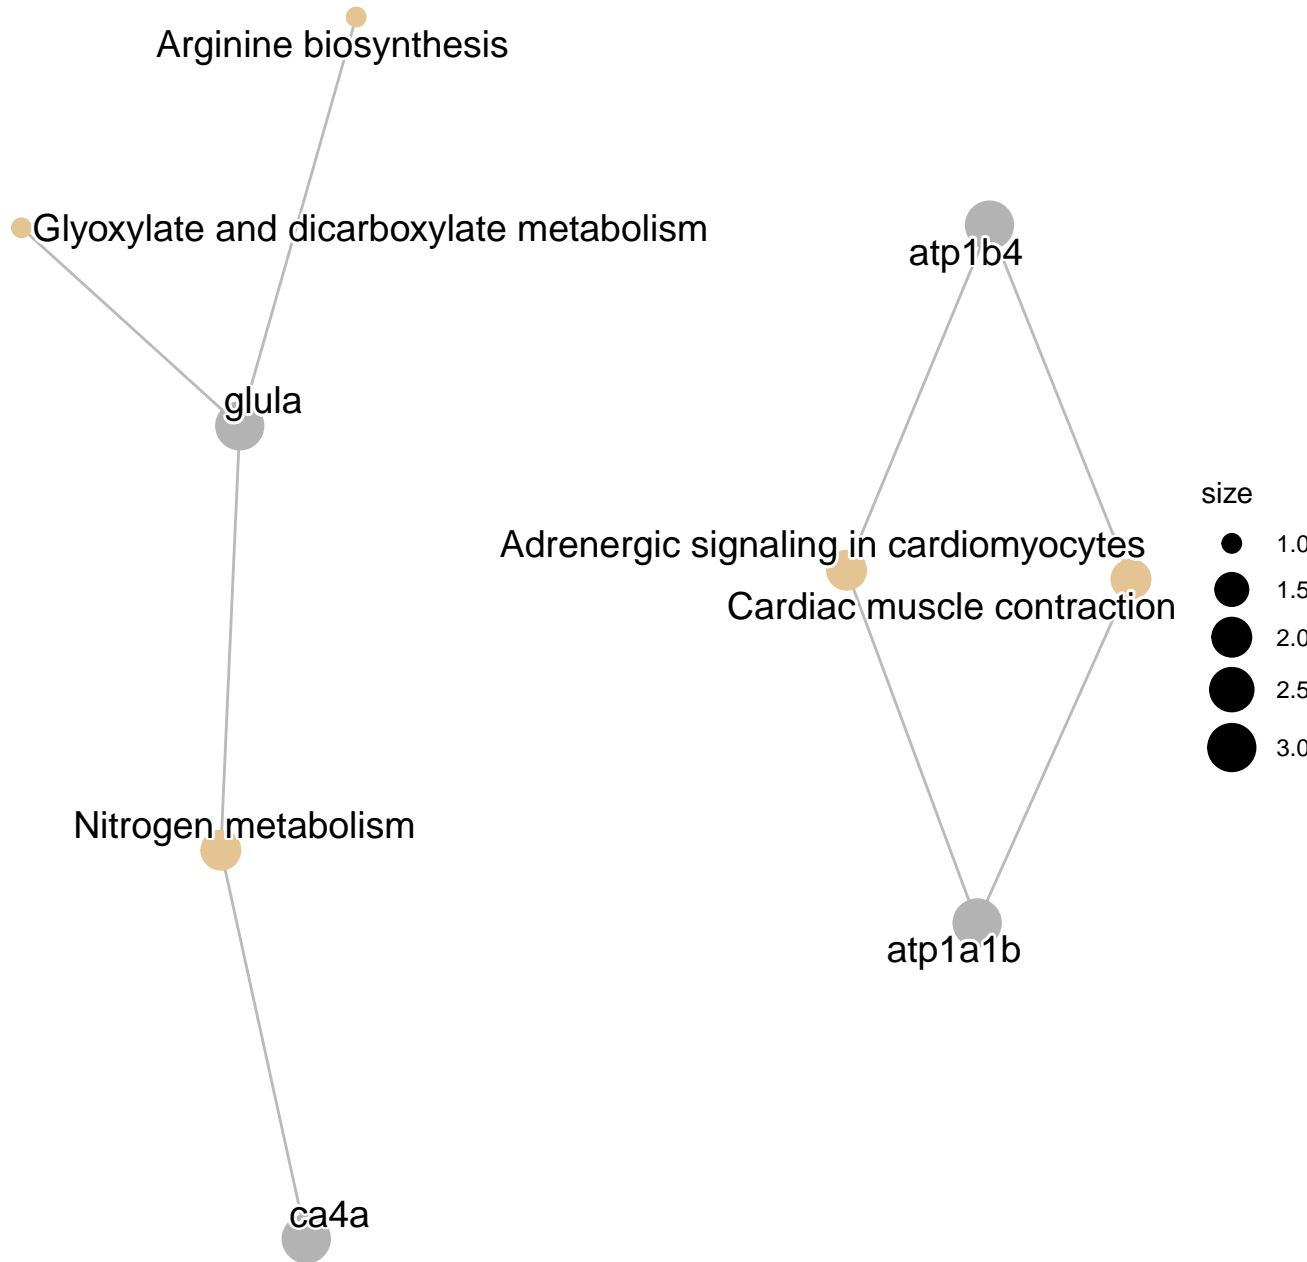 Arginine biosynthesis
Glyoxylate and dicarboxylate metabolism
atp1b4
glula
size
1.0
1.5
2.0
2.5
3.0
Adrenergic signaling in cardiomyocytes
Cardiac muscle contraction
Nitrogen metabolism
atp1a1b
ca4a